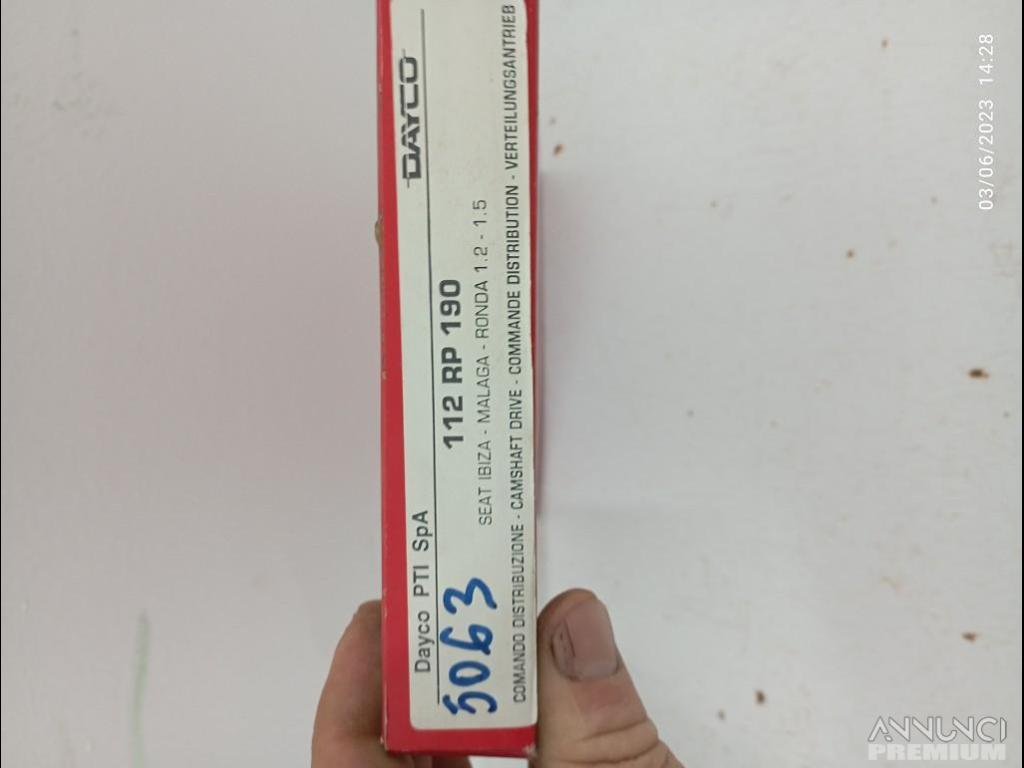 Dayco PTI SpA
DAYCO
112 RP 190
5063
SEAT IBIZA - MALAGA - RONDA 1.2 - 1.5
COMANDO DISTRIBUZIONE - CAMSHAFT DRIVE - COMMANDE DISTRIBUTION - VERTEILUNGSANTRIEB
03/06/2023 14:28
ANNUNCI
PREMIUM